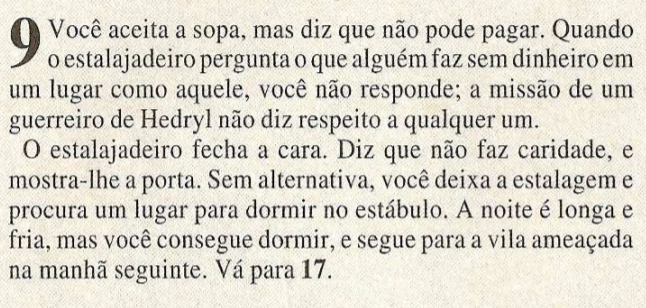 9 Você aceita a sopa, mas diz que não pode pagar. Quando
o estalajadeiro pergunta o que alguém faz sem dinheiro em
um lugar como aquele, você não responde; a missão de um
guerreiro de Hedryl não diz respeito a qualquer um.
O estalajadeiro fecha a cara. Diz que não faz caridade, e
mostra-lhe a porta. Sem alternativa, você deixa a estalagem e
procura um lugar para dormir no estábulo. A noite é longa e
fria, mas você consegue dormir, e segue para a vila ameaçada
na manhã seguinte. Vá para 17.